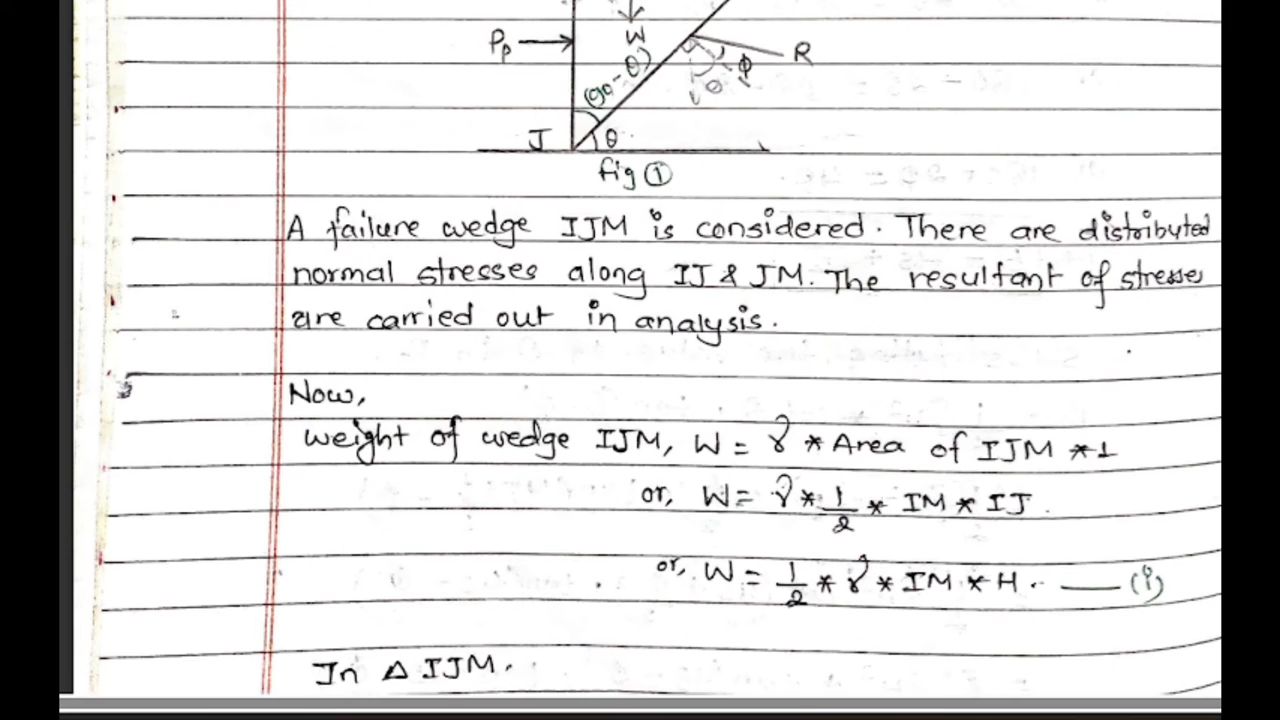 W
Pp
R
(90-θ)
φ
θ
J
θ
fig ①
A failure wedge IJM is considered. There are distributed
normal stresses along IJ & JM. The resultant of stresses
are carried out in analysis.
Now,
weight of wedge IJM, W = γ * Area of IJM * 1
or, W = γ * 1/2 * IM * IJ.
or, W = 1/2 * γ * IM * H. —— (i)
In Δ IJM.